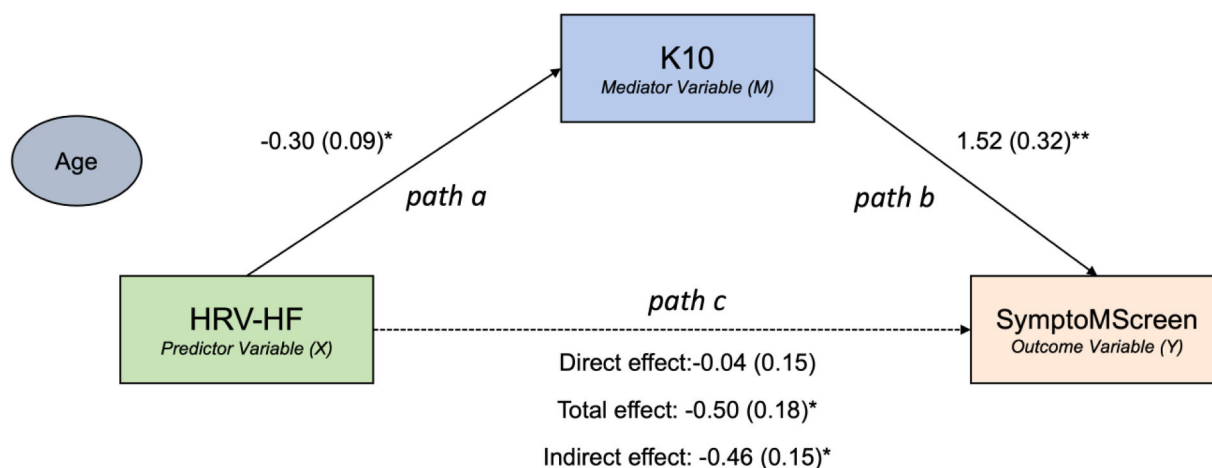 K10
Mediator Variable (M)
Age
-0.30 (0.09)*
1.52 (0.32)**
path a
path b
HRV-HF
Predictor Variable (X)
path c
SymptoMScreen
Outcome Variable (Y)
Direct effect:-0.04 (0.15)
Total effect: -0.50 (0.18)*
Indirect effect: -0.46 (0.15)*